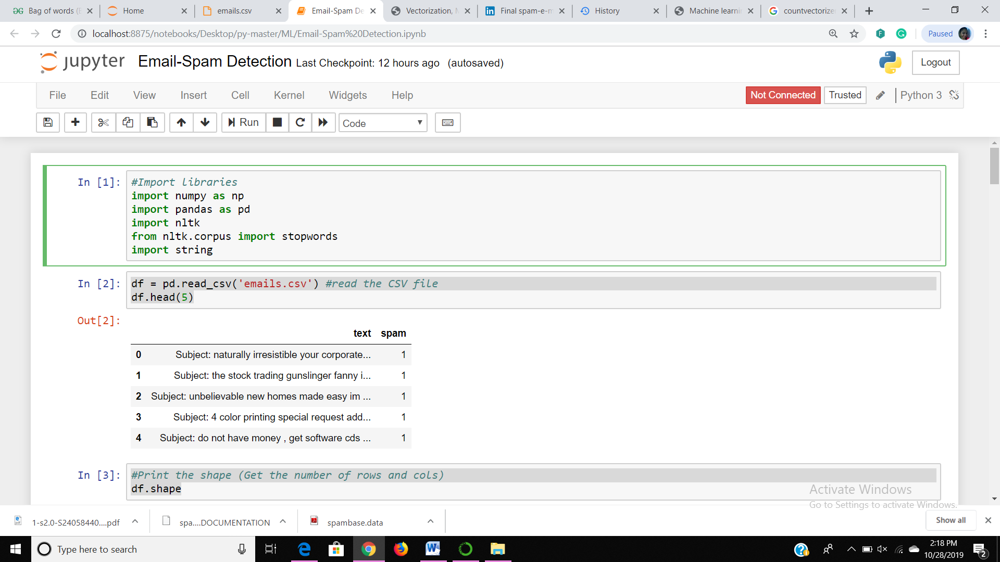 Bag of words (B
Home
emails.csv
Email-Spam De
Vectorization, M
Final spam-e-m
History
Machine learnin
countvectorizer
localhost:8875/notebooks/Desktop/py-master/ML/Email-Spam%20Detection.ipynb
Paused
jupyter Email-Spam Detection Last Checkpoint: 12 hours ago (autosaved)
Logout
File Edit View Insert Cell Kernel Widgets Help
Not Connected Trusted Python 3
Run Code
In [1]: #Import libraries
import numpy as np
import pandas as pd
import nltk
from nltk.corpus import stopwords
import string
In [2]: df = pd.read_csv('emails.csv') #read the CSV file
df.head(5)
Out[2]:
text spam
0 Subject: naturally irresistible your corporate... 1
1 Subject: the stock trading gunslinger fanny i... 1
2 Subject: unbelievable new homes made easy im ... 1
3 Subject: 4 color printing special request add... 1
4 Subject: do not have money , get software cds ... 1
In [3]: #Print the shape (Get the number of rows and cols)
df.shape
Activate Windows
Go to Settings to activate Windows.
1-s2.0-S24058440....pdf
spa....DOCUMENTATION
spambase.data
Show all
Type here to search
2:18 PM
10/28/2019
2